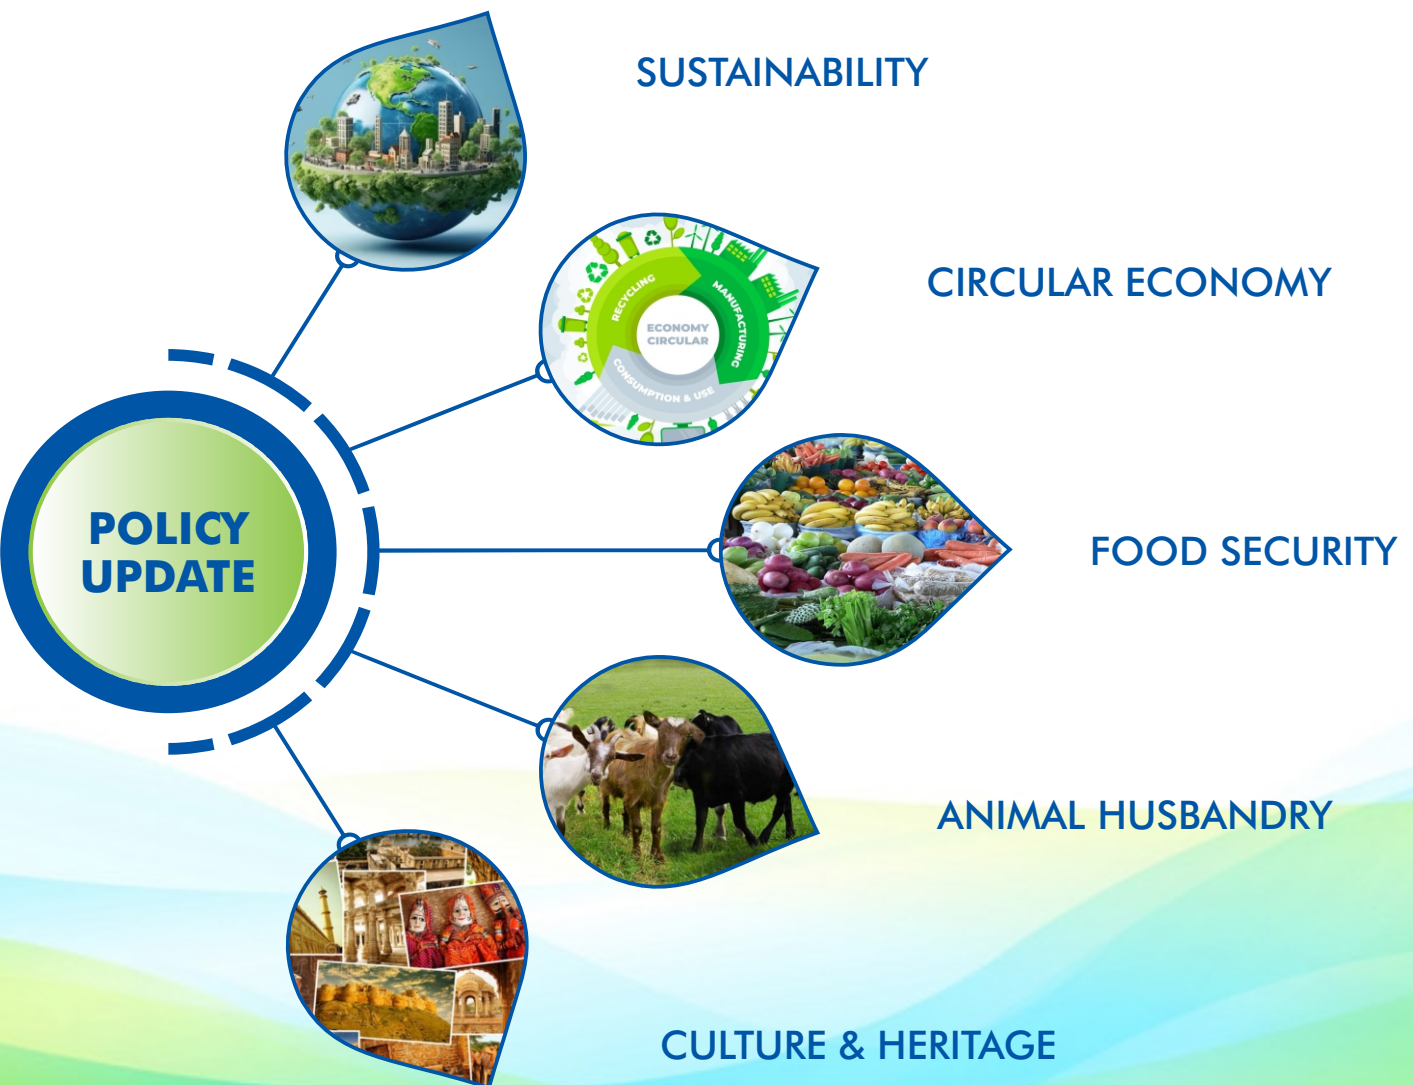 SUSTAINABILITY
CIRCULAR ECONOMY
RECYCLING
MANUFACTURING
ECONOMY
CIRCULAR
CONSUMPTION & USE
POLICY
UPDATE
FOOD SECURITY
ANIMAL HUSBANDRY
CULTURE & HERITAGE